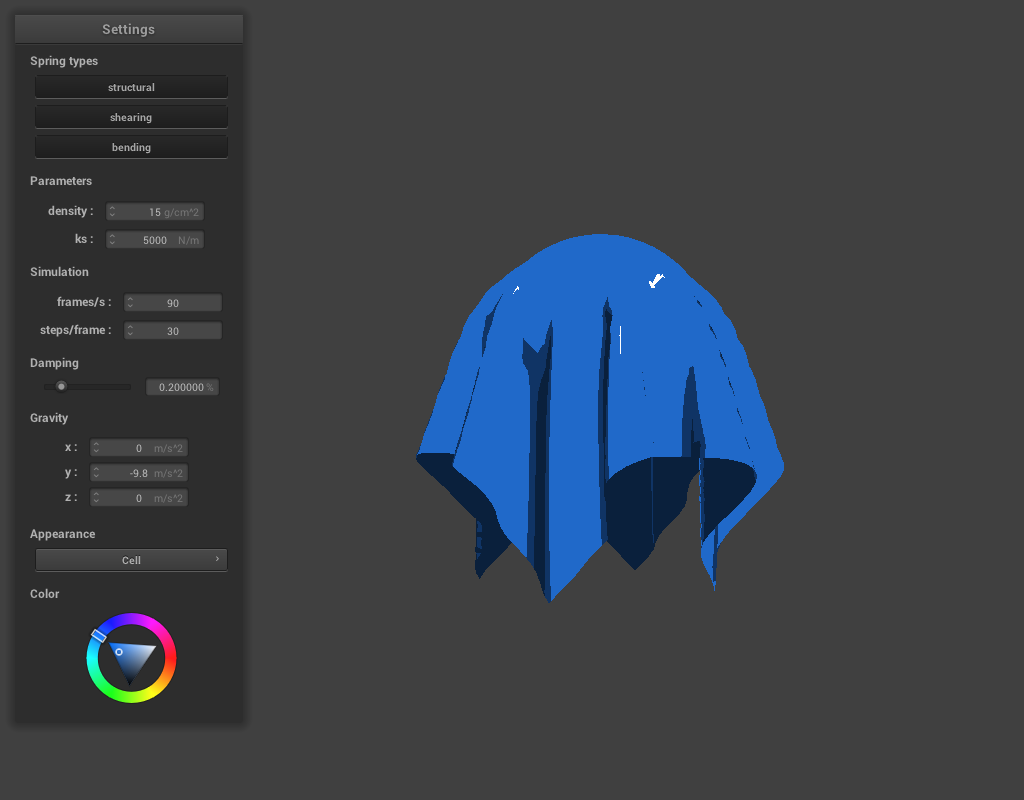 Settings
Spring types
structural
shearing
bending
Parameters
density : 15 g/cm^2
ks : 5000 N/m
Simulation
frames/s : 90
steps/frame : 30
Damping
0.200000 %
Gravity
x : 0 m/s^2
y : -9.8 m/s^2
z : 0 m/s^2
Appearance
Cell
Color